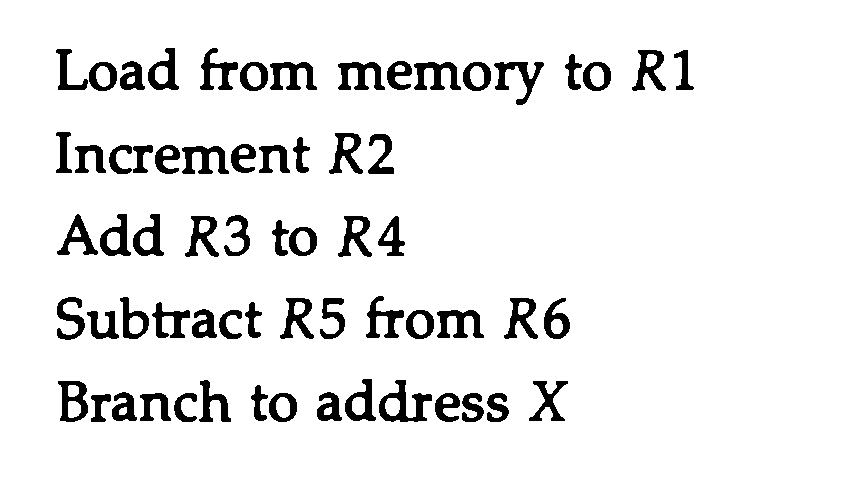 Load from memory to R1
Increment R2
Add R3 to R4
Subtract R5 from R6
Branch to address X